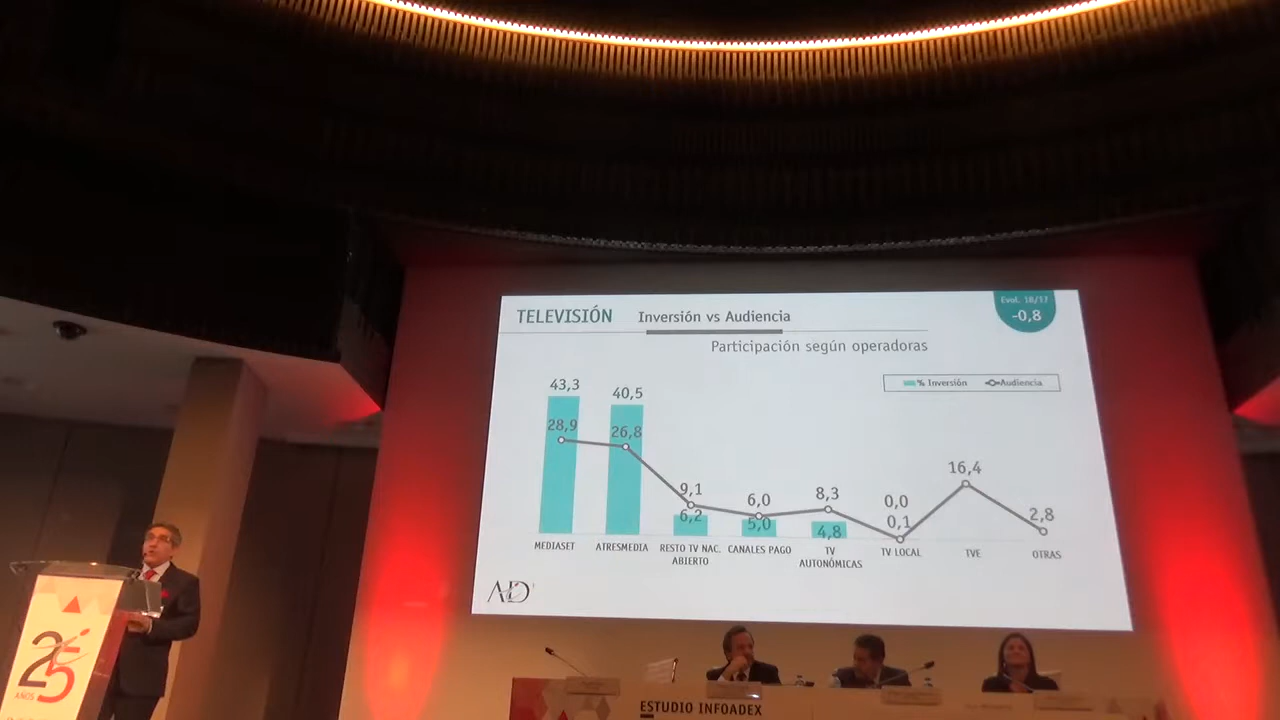 TELEVISIÓN
Inversión vs Audiencia
Evol. 18/17
-0,8
Participación según operadoras
% Inversión
Audiencia
43,3
40,5
28,9
26,8
9,1
6,2
6,0
5,0
8,3
4,8
0,0
0,1
16,4
2,8
MEDIASET
ATRESMEDIA
RESTO TV NAC.
ABIERTO
CANALES PAGO
TV
AUTONÓMICAS
TV LOCAL
TVE
OTRAS
25
AÑOS
ESTUDIO INFOADEX